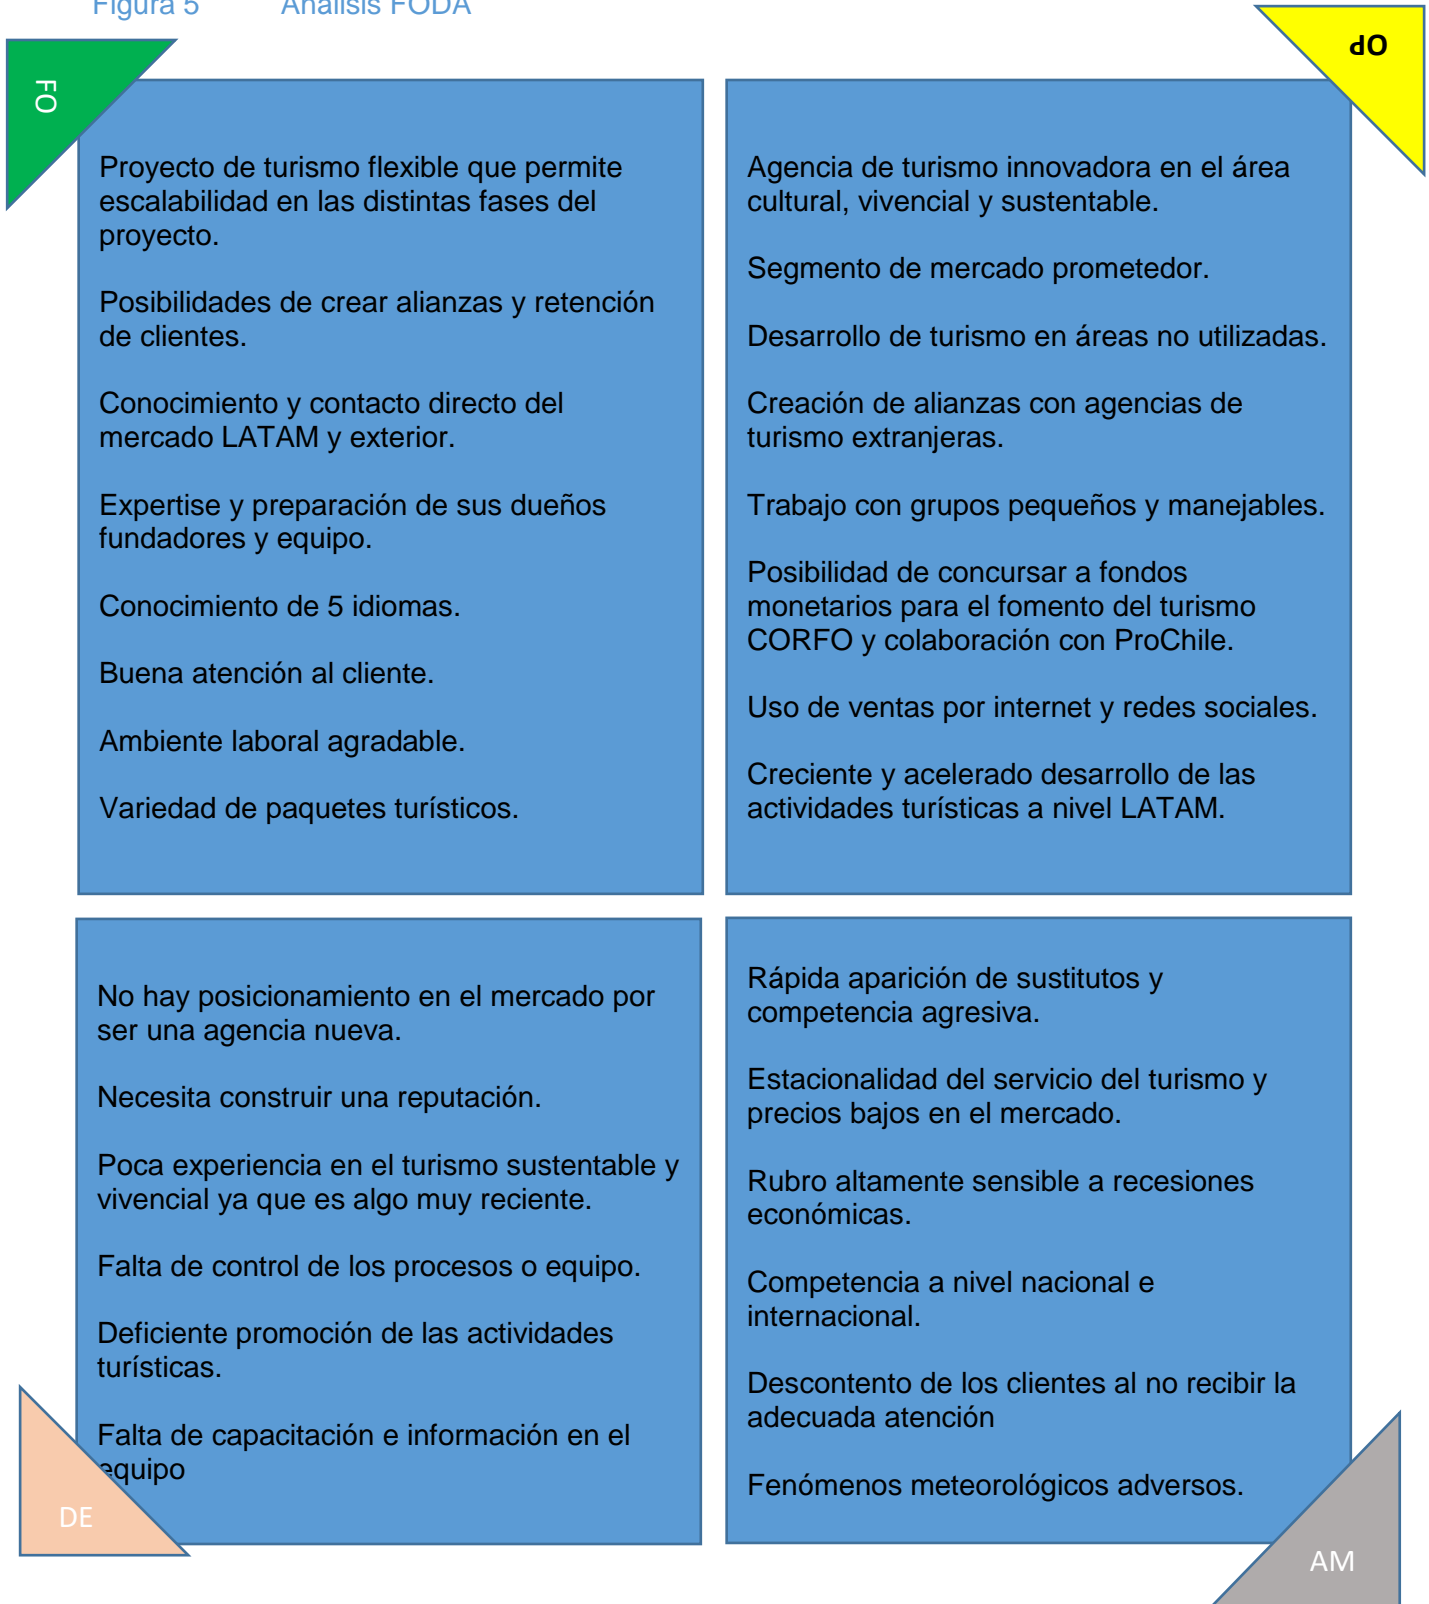 Figura 5 Análisis FODA
FO
Proyecto de turismo flexible que permite
escalabilidad en las distintas fases del
proyecto.
Posibilidades de crear alianzas y retención
de clientes.
Conocimiento y contacto directo del
mercado LATAM y exterior.
Expertise y preparación de sus dueños
fundadores y equipo.
Conocimiento de 5 idiomas.
Buena atención al cliente.
Ambiente laboral agradable.
Variedad de paquetes turísticos.
OP
Agencia de turismo innovadora en el área
cultural, vivencial y sustentable.
Segmento de mercado prometedor.
Desarrollo de turismo en áreas no utilizadas.
Creación de alianzas con agencias de
turismo extranjeras.
Trabajo con grupos pequeños y manejables.
Posibilidad de concursar a fondos
monetarios para el fomento del turismo
CORFO y colaboración con ProChile.
Uso de ventas por internet y redes sociales.
Creciente y acelerado desarrollo de las
actividades turísticas a nivel LATAM.
No hay posicionamiento en el mercado por
ser una agencia nueva.
Necesita construir una reputación.
Poca experiencia en el turismo sustentable y
vivencial ya que es algo muy reciente.
Falta de control de los procesos o equipo.
Deficiente promoción de las actividades
turísticas.
Falta de capacitación e información en el
equipo
DE
Rápida aparición de sustitutos y
competencia agresiva.
Estacionalidad del servicio del turismo y
precios bajos en el mercado.
Rubro altamente sensible a recesiones
económicas.
Competencia a nivel nacional e
internacional.
Descontento de los clientes al no recibir la
adecuada atención
Fenómenos meteorológicos adversos.
AM